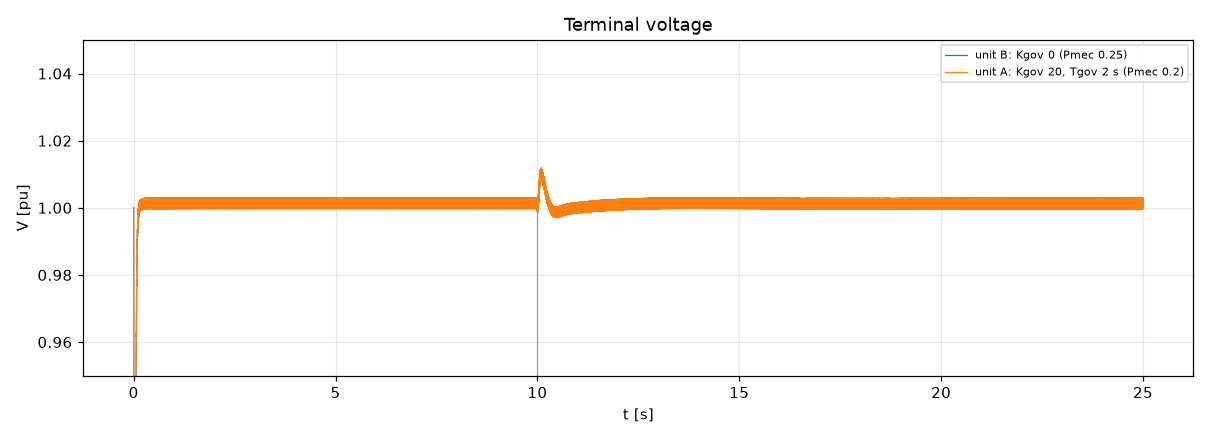 Terminal voltage
unit B: Kgov 0 (Pmec 0.25)
unit A: Kgov 20, Tgov 2 s (Pmec 0.2)
V [pu]
1.04
1.02
1.00
0.98
0.96
0
5
10
15
20
25
t [s]